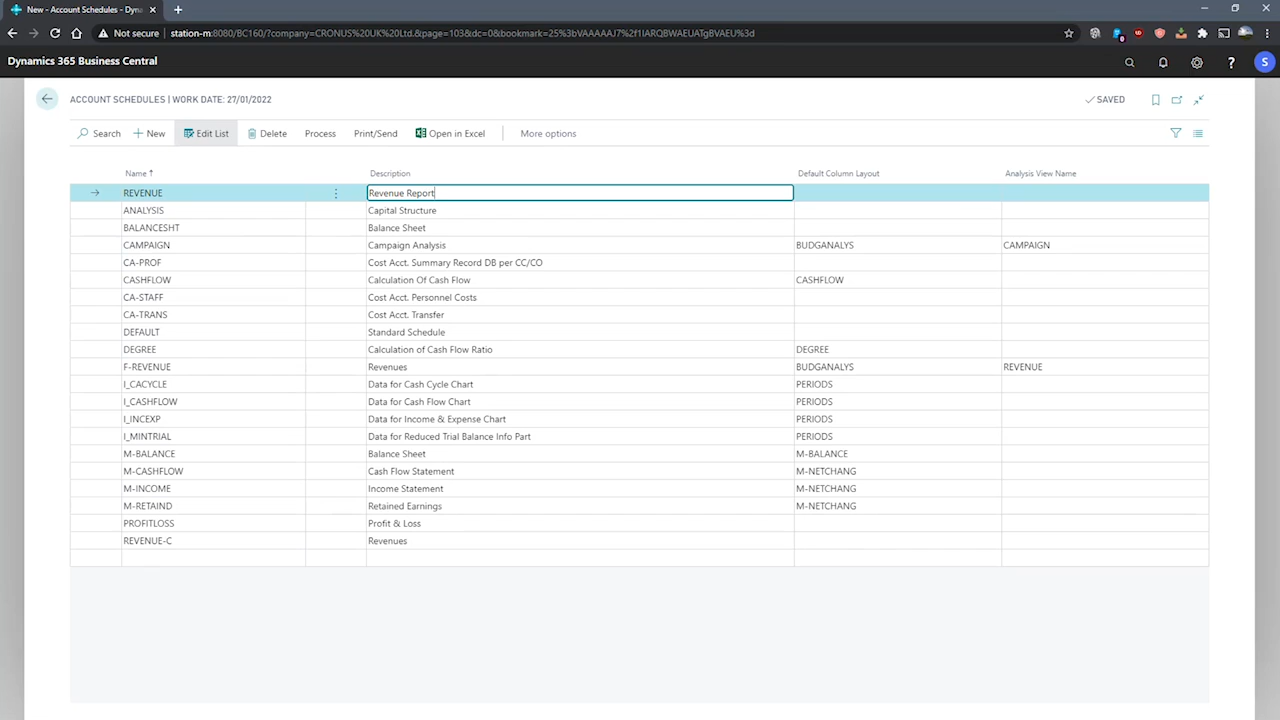 New - Account Schedules - Dyna
Not secure station-m:8080/BC160/?company=CRONUS%20UK%20Ltd.&page=103&dc=0&bookmark=25%3bVAAAAAJ7%2f1IARQBWAEUATgBVAEU%3d
0
Dynamics 365 Business Central ? S
ACCOUNT SCHEDULES | WORK DATE: 27/01/2022 SAVED
Search New Edit List Delete Process Print/Send Open in Excel More options
Name ↑ Description Default Column Layout Analysis View Name
REVENUE Revenue Report
ANALYSIS Capital Structure
BALANCESHT Balance Sheet
CAMPAIGN Campaign Analysis BUDGANALYS CAMPAIGN
CA-PROF Cost Acct. Summary Record DB per CC/CO
CASHFLOW Calculation Of Cash Flow CASHFLOW
CA-STAFF Cost Acct. Personnel Costs
CA-TRANS Cost Acct. Transfer
DEFAULT Standard Schedule
DEGREE Calculation of Cash Flow Ratio DEGREE
F-REVENUE Revenues BUDGANALYS REVENUE
I_CACYCLE Data for Cash Cycle Chart PERIODS
I_CASHFLOW Data for Cash Flow Chart PERIODS
I_INCEXP Data for Income & Expense Chart PERIODS
I_MINTRIAL Data for Reduced Trial Balance Info Part PERIODS
M-BALANCE Balance Sheet M-BALANCE
M-CASHFLOW Cash Flow Statement M-NETCHANG
M-INCOME Income Statement M-NETCHANG
M-RETAIND Retained Earnings M-NETCHANG
PROFITLOSS Profit & Loss
REVENUE-C Revenues